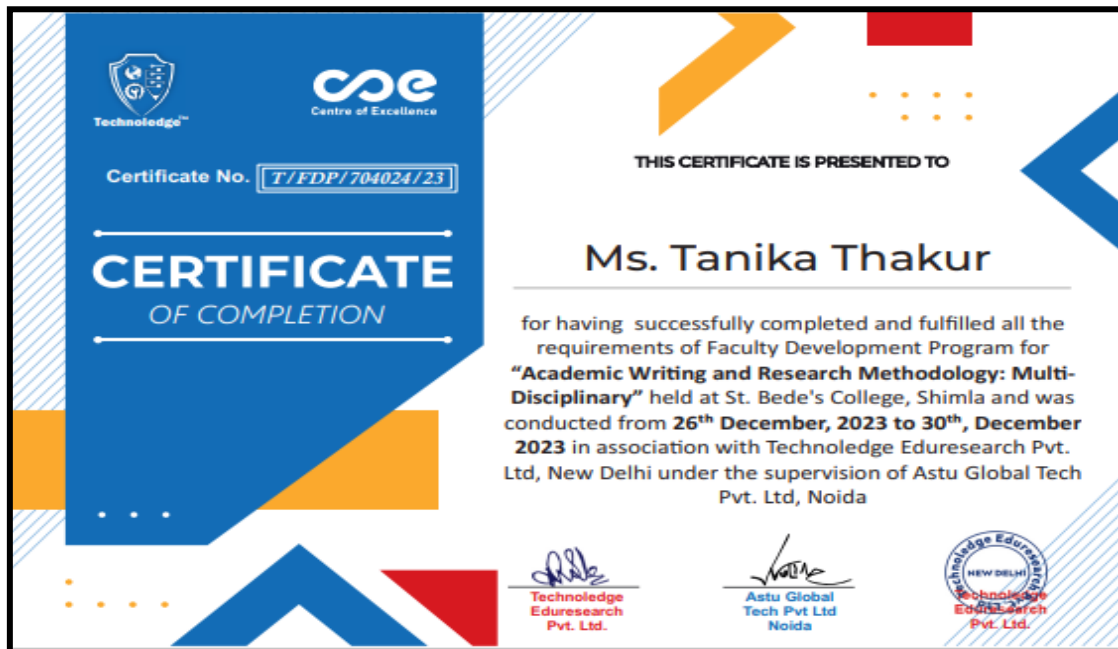 Technoledge™
coe
Centre of Excellence
Certificate No. T/FDP/704024/23
CERTIFICATE
OF COMPLETION
THIS CERTIFICATE IS PRESENTED TO
Ms. Tanika Thakur
for having successfully completed and fulfilled all the
requirements of Faculty Development Program for
“Academic Writing and Research Methodology: Multi-
Disciplinary” held at St. Bede's College, Shimla and was
conducted from 26th December, 2023 to 30th, December
2023 in association with Technoledge Eduresearch Pvt.
Ltd, New Delhi under the supervision of Astu Global Tech
Pvt. Ltd, Noida
Technoledge
Eduresearch
Pvt. Ltd.
Astu Global
Tech Pvt Ltd
Noida
Technoledge Eduresearch
NEW DELHI
Technoledge
Eduresearch
Pvt. Ltd.